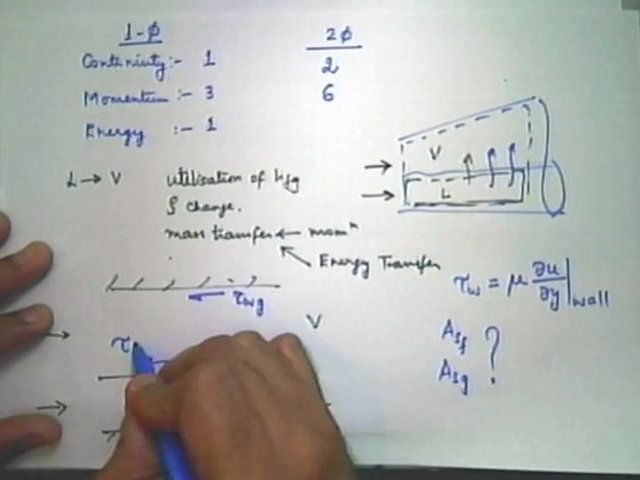 1-Φ 2Φ
Continuity :- 1 2
Momentum :- 3 6
Energy :- 1
L → V utilisation of hfg
ρ change.
mass transfer ← momⁿ
Energy Transfer
V
L
τwg
V
τ
τw = μ ∂u/∂y |wall
Asf
Asg ?